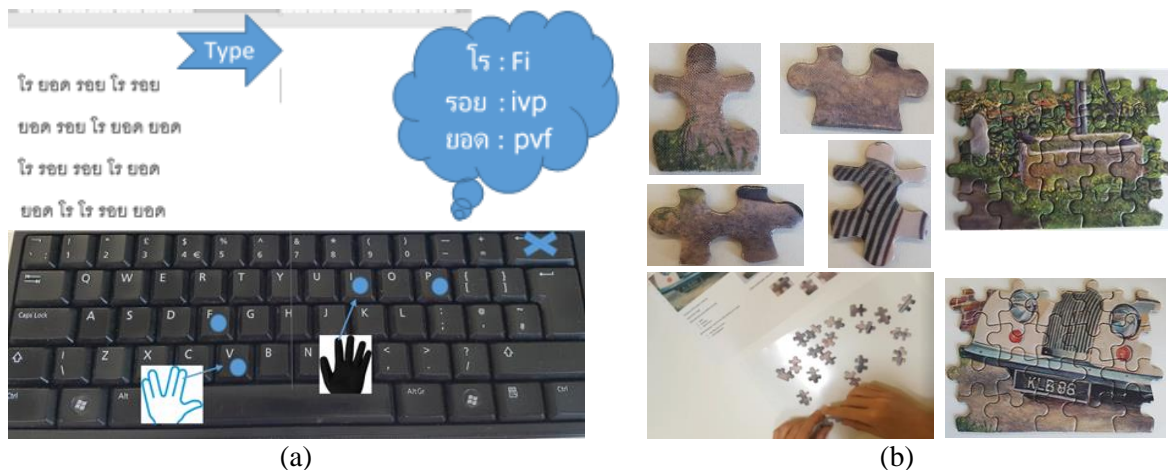 Type
โร : Fi
รอย : ivp
ยอด : pvf
โร ยอด รอย โร รอย
ยอด รอย โร ยอด ยอด
โร รอย รอย โร ยอด
ยอด โร โร รอย ยอด
Q W E R T Y U I O P
Caps Lock A S D F G H J K L
Z X C V B N
Ctrl Alt Alt Gr Ctrl
KLB 86
(a) (b)